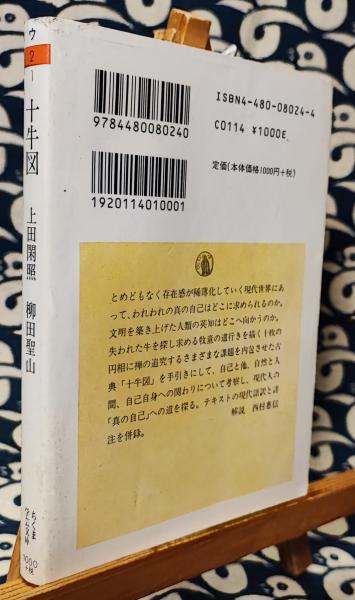 ウ
2
1
十牛図
上田閑照
柳田聖山
ちくま
学芸文庫
1000
+税
9784480080240
1920114010001
ISBN4-480-08024-4
C0114 ¥1000E
定価(本体価格1000円+税)
とめどもなく存在感が稀薄化していく現代世界にあ
って、われわれの真の自己はどこに求められるのか。
文明を築き上げた人類の英知はどこへ向かうのか。
失われた牛を探し求める牧童の道行きを描く十枚の
円相に禅の追究するさまざまな課題を内包させた古
典「十牛図」を手引きにして、自己と他、自然と人
間、自己自身への関わりについて考察し、現代人の
「真の自己」への道を探る。テキストの現代語訳と詳
注を併録。
解説 西村惠信